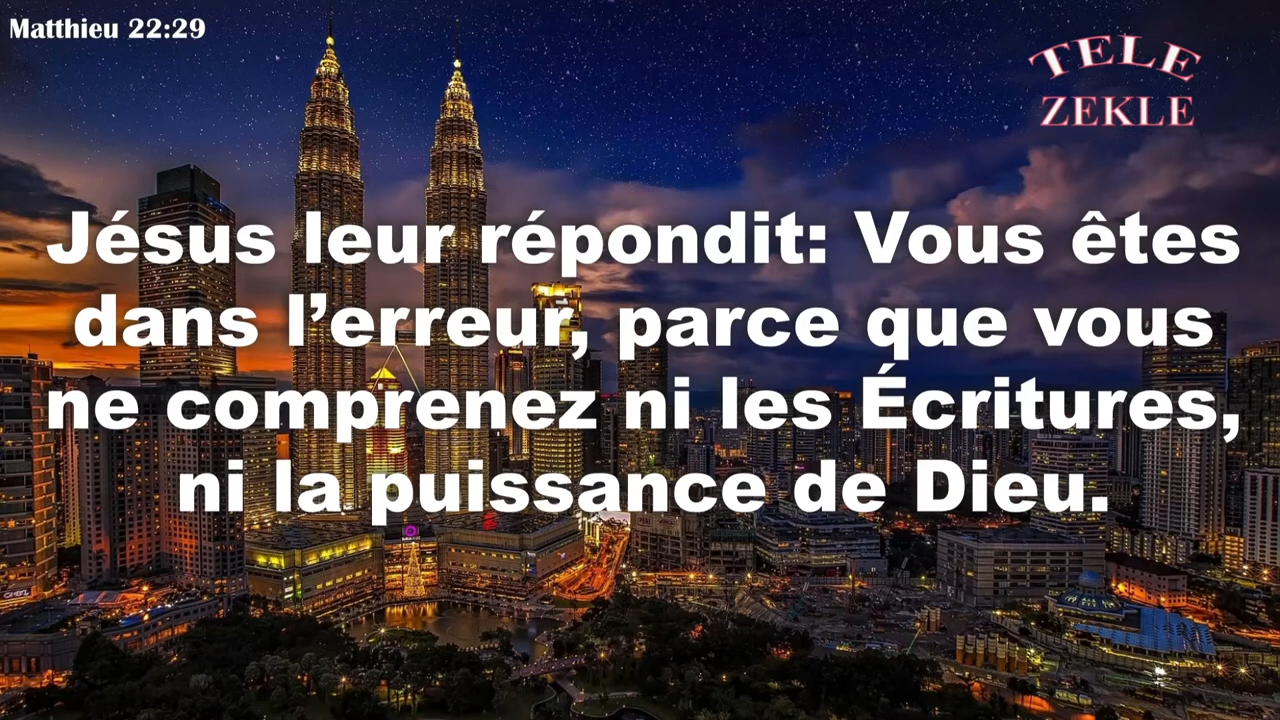 Matthieu 22:29
TELE
ZEKLE
Jésus leur répondit: Vous êtes
dans l’erreur, parce que vous
ne comprenez ni les Écritures,
ni la puissance de Dieu.